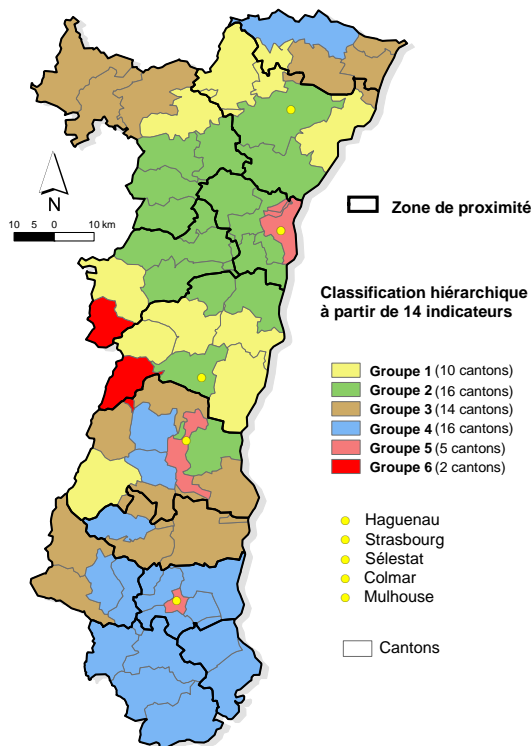 N
10 5 0 10 km
Zone de proximité
Classification hiérarchique
à partir de 14 indicateurs
Groupe 1 (10 cantons)
Groupe 2 (16 cantons)
Groupe 3 (14 cantons)
Groupe 4 (16 cantons)
Groupe 5 (5 cantons)
Groupe 6 (2 cantons)
Haguenau
Strasbourg
Sélestat
Colmar
Mulhouse
Cantons